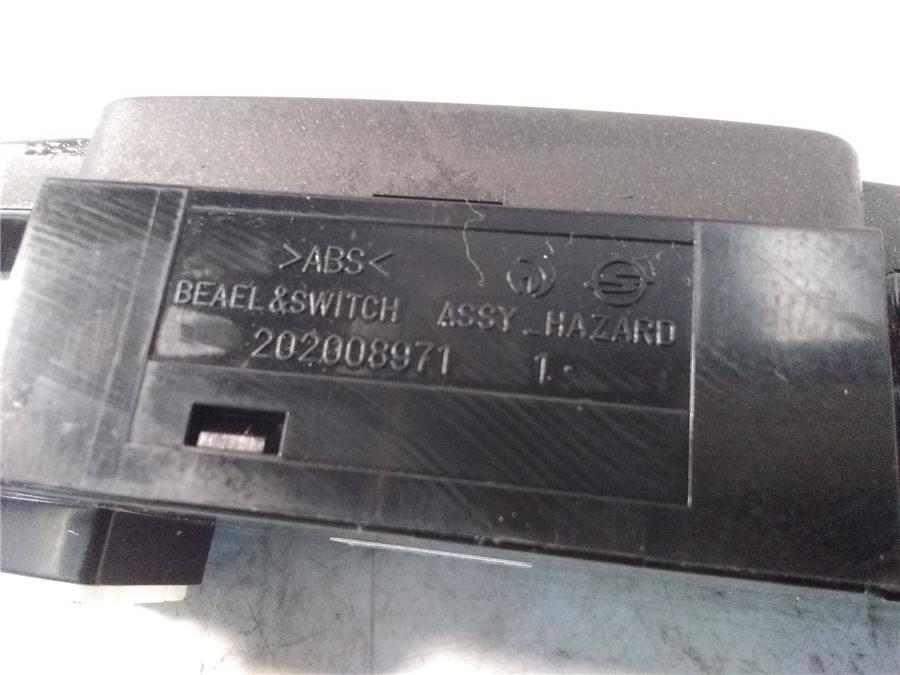 >ABS<
BEAEL&SWITCH ASSY_HAZARD
202008971 1